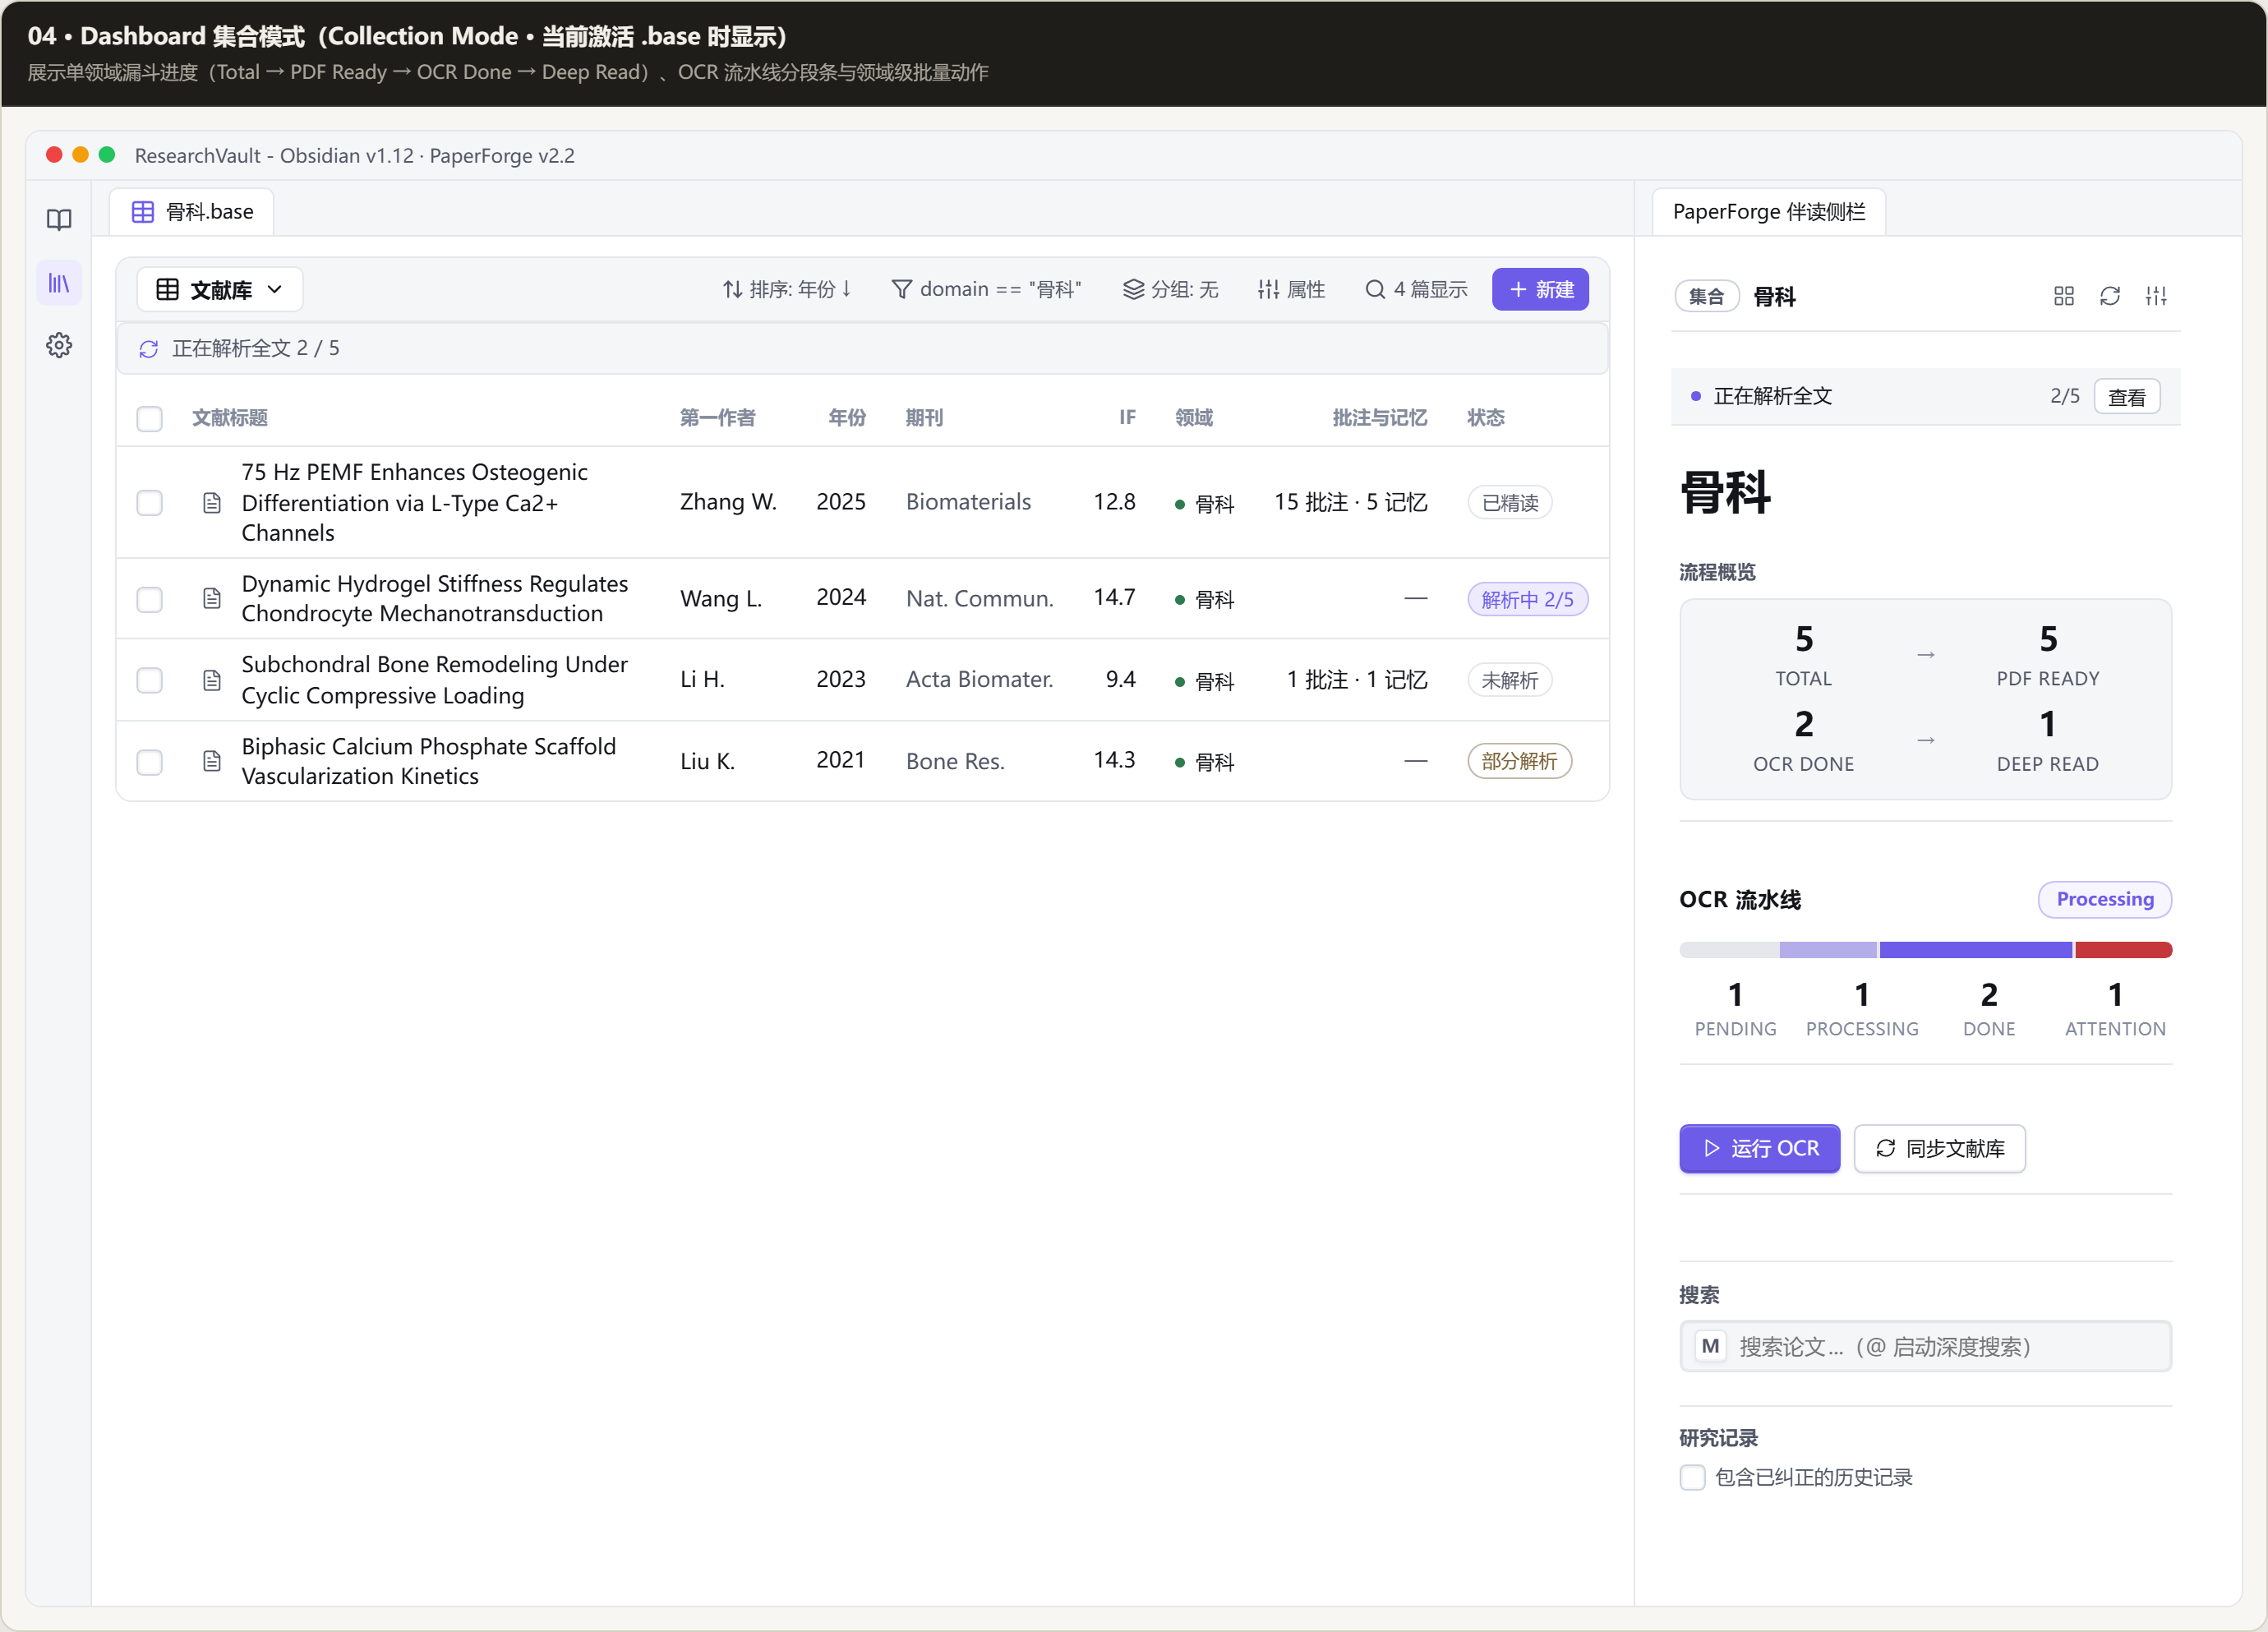 04 • Dashboard 集合模式（Collection Mode • 当前激活 .base 时显示）
展示单领域漏斗进度（Total → PDF Ready → OCR Done → Deep Read）、OCR 流水线分段条与领域级批量动作
ResearchVault - Obsidian v1.12 · PaperForge v2.2
骨科.base
文献库
排序: 年份 ↓
domain == "骨科"
分组: 无
属性
4 篇显示
新建
正在解析全文 2 / 5
文献标题 第一作者 年份 期刊 IF 领域 批注与记忆 状态
75 Hz PEMF Enhances Osteogenic
Differentiation via L-Type Ca2+
Channels
Zhang W. 2025 Biomaterials 12.8 骨科 15 批注 · 5 记忆 已精读
Dynamic Hydrogel Stiffness Regulates
Chondrocyte Mechanotransduction
Wang L. 2024 Nat. Commun. 14.7 骨科 — 解析中 2/5
Subchondral Bone Remodeling Under
Cyclic Compressive Loading
Li H. 2023 Acta Biomater. 9.4 骨科 1 批注 · 1 记忆 未解析
Biphasic Calcium Phosphate Scaffold
Vascularization Kinetics
Liu K. 2021 Bone Res. 14.3 骨科 — 部分解析
PaperForge 伴读侧栏
集合 骨科
正在解析全文 2/5 查看
骨科
流程概览
5 → 5
TOTAL PDF READY
2 → 1
OCR DONE DEEP READ
OCR 流水线 Processing
1 1 2 1
PENDING PROCESSING DONE ATTENTION
运行 OCR 同步文献库
搜索
M 搜索论文...（@ 启动深度搜索）
研究记录
包含已纠正的历史记录